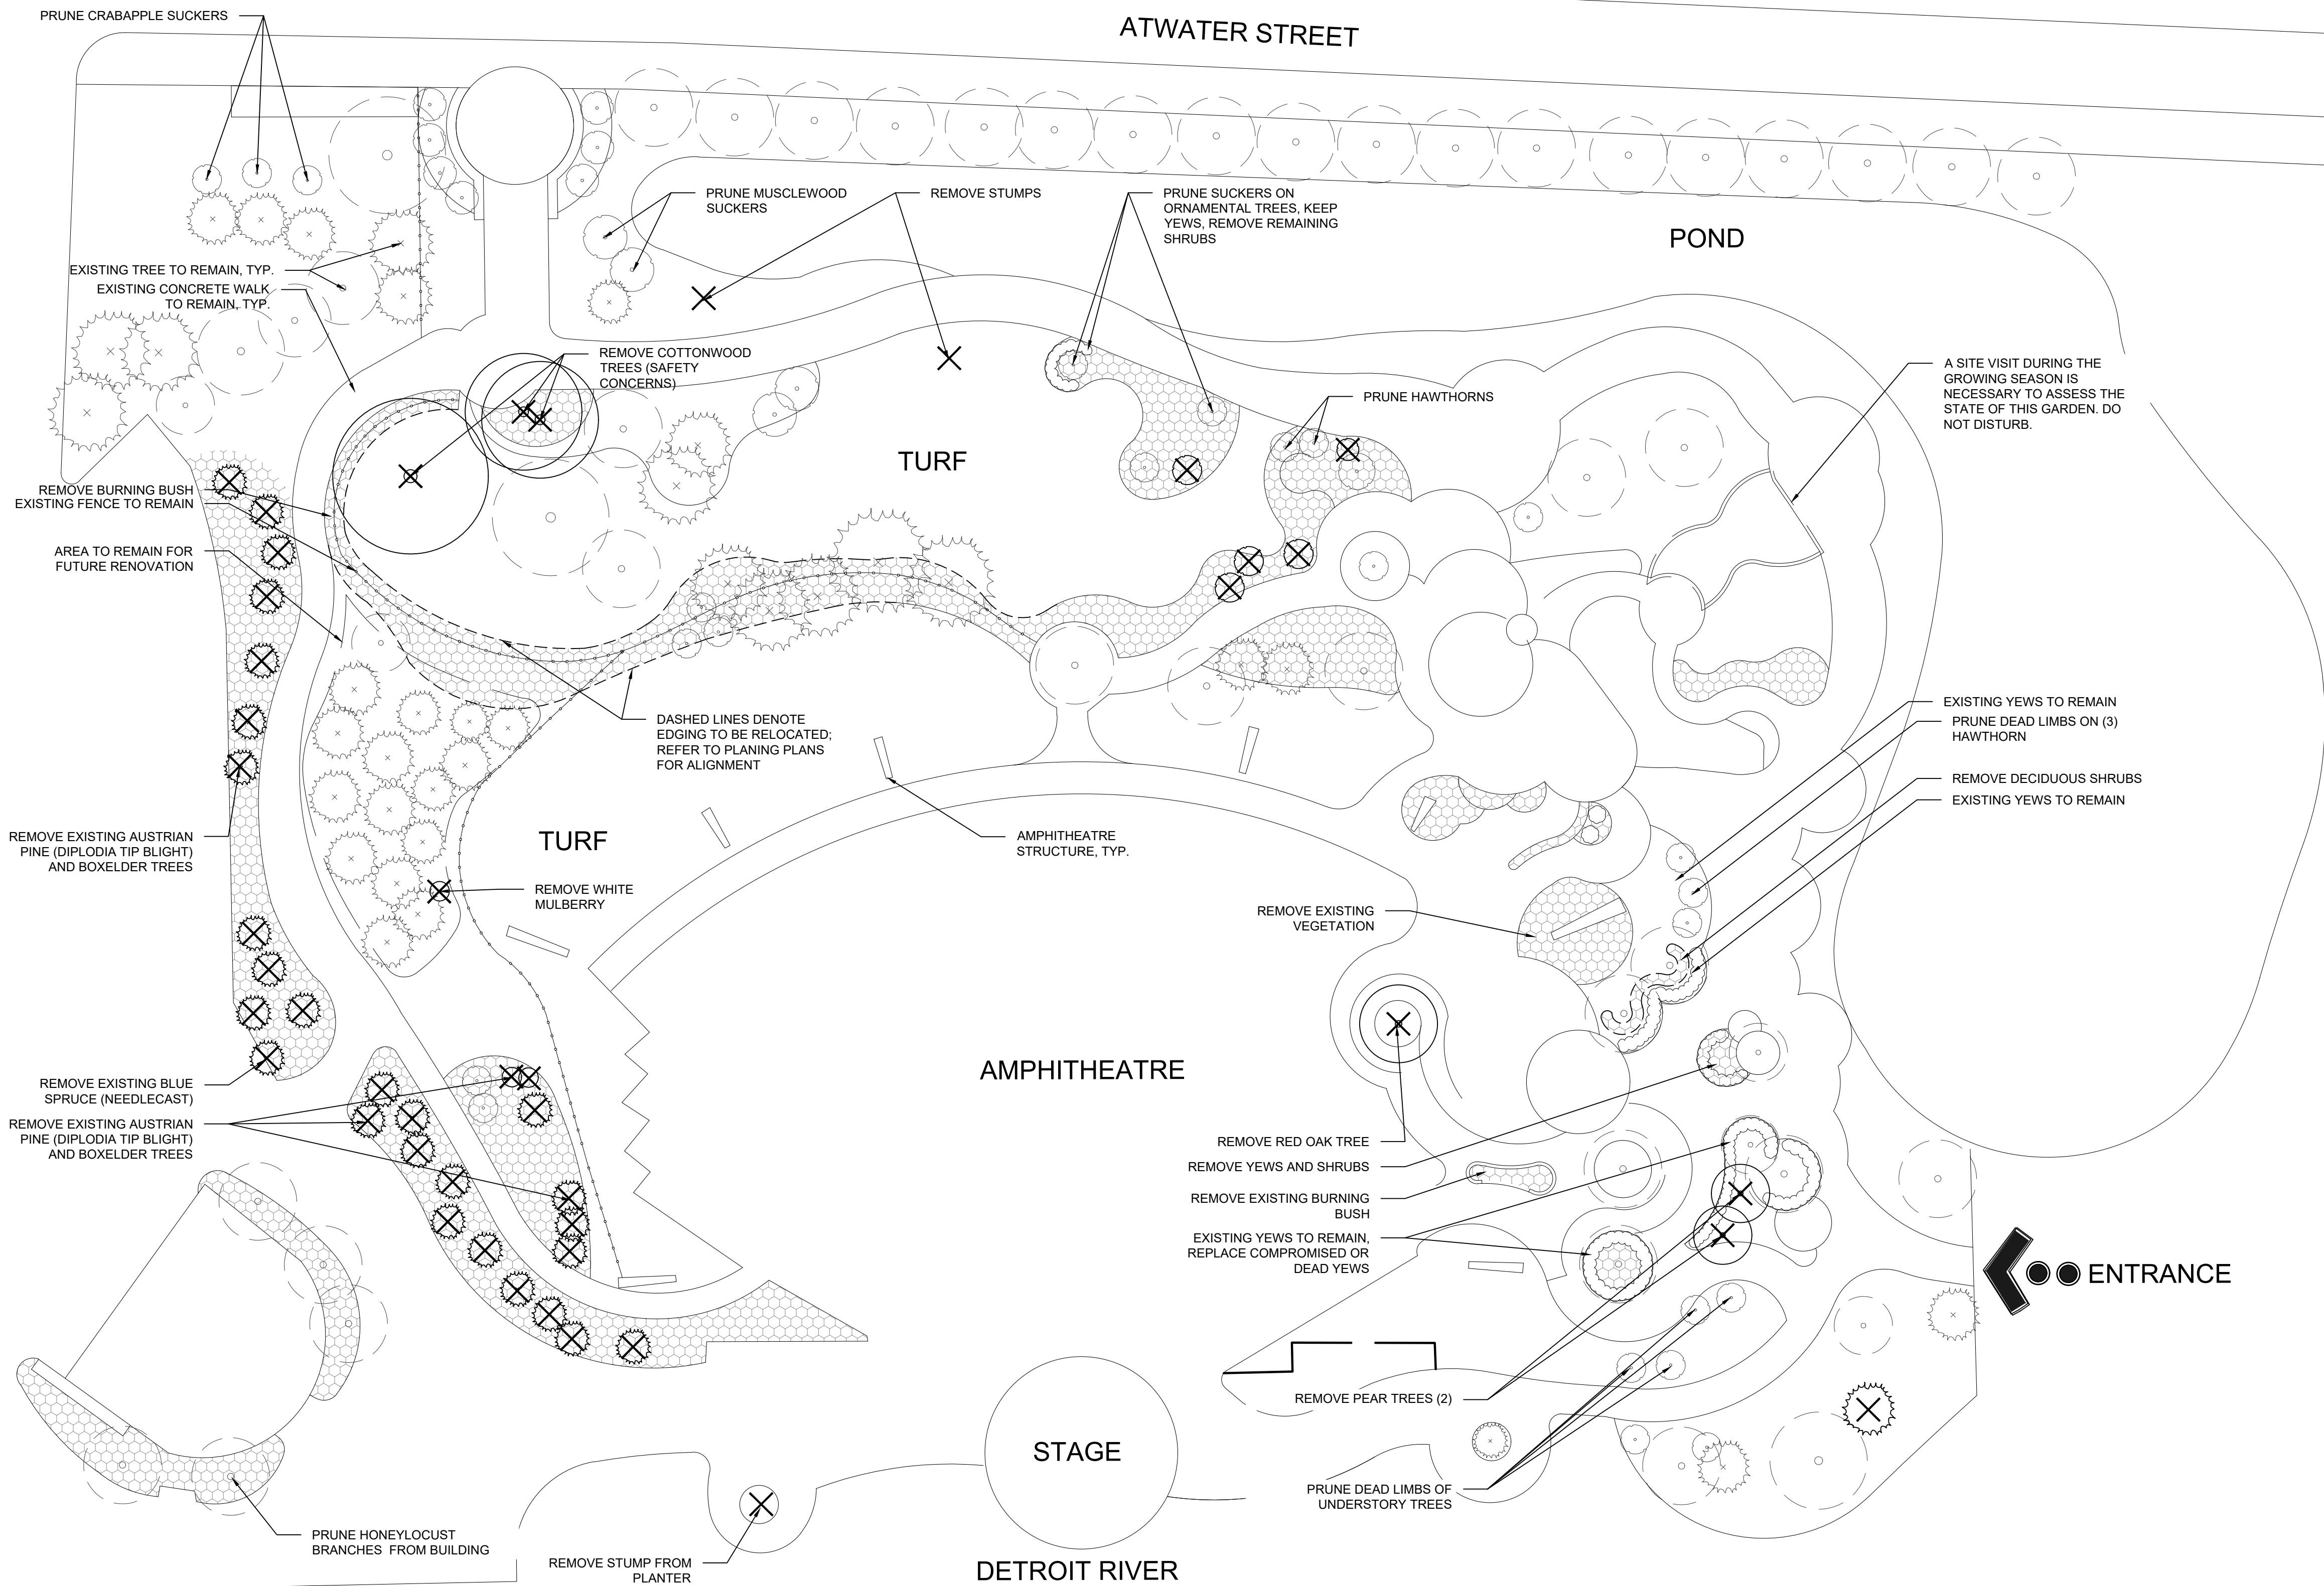 PRUNE CRABAPPLE SUCKERS
ATWATER STREET
PRUNE MUSCLEWOOD
SUCKERS
REMOVE STUMPS
PRUNE SUCKERS ON
ORNAMENTAL TREES, KEEP
YEWS, REMOVE REMAINING
SHRUBS
POND
EXISTING TREE TO REMAIN, TYP.
EXISTING CONCRETE WALK
TO REMAIN, TYP.
REMOVE COTTONWOOD
TREES (SAFETY
CONCERNS)
A SITE VISIT DURING THE
GROWING SEASON IS
NECESSARY TO ASSESS THE
STATE OF THIS GARDEN. DO
NOT DISTURB.
PRUNE HAWTHORNS
TURF
REMOVE BURNING BUSH
EXISTING FENCE TO REMAIN
AREA TO REMAIN FOR
FUTURE RENOVATION
DASHED LINES DENOTE
EDGING TO BE RELOCATED;
REFER TO PLANING PLANS
FOR ALIGNMENT
EXISTING YEWS TO REMAIN
PRUNE DEAD LIMBS ON (3)
HAWTHORN
REMOVE DECIDUOUS SHRUBS
EXISTING YEWS TO REMAIN
REMOVE EXISTING AUSTRIAN
PINE (DIPLODIA TIP BLIGHT)
AND BOXELDER TREES
TURF
AMPHITHEATRE
STRUCTURE, TYP.
REMOVE WHITE
MULBERRY
REMOVE EXISTING
VEGETATION
AMPHITHEATRE
REMOVE EXISTING BLUE
SPRUCE (NEEDLECAST)
REMOVE EXISTING AUSTRIAN
PINE (DIPLODIA TIP BLIGHT)
AND BOXELDER TREES
REMOVE RED OAK TREE
REMOVE YEWS AND SHRUBS
REMOVE EXISTING BURNING
BUSH
EXISTING YEWS TO REMAIN,
REPLACE COMPROMISED OR
DEAD YEWS
ENTRANCE
REMOVE PEAR TREES (2)
STAGE
PRUNE DEAD LIMBS OF
UNDERSTORY TREES
PRUNE HONEYLOCUST
BRANCHES FROM BUILDING
REMOVE STUMP FROM
PLANTER
DETROIT RIVER